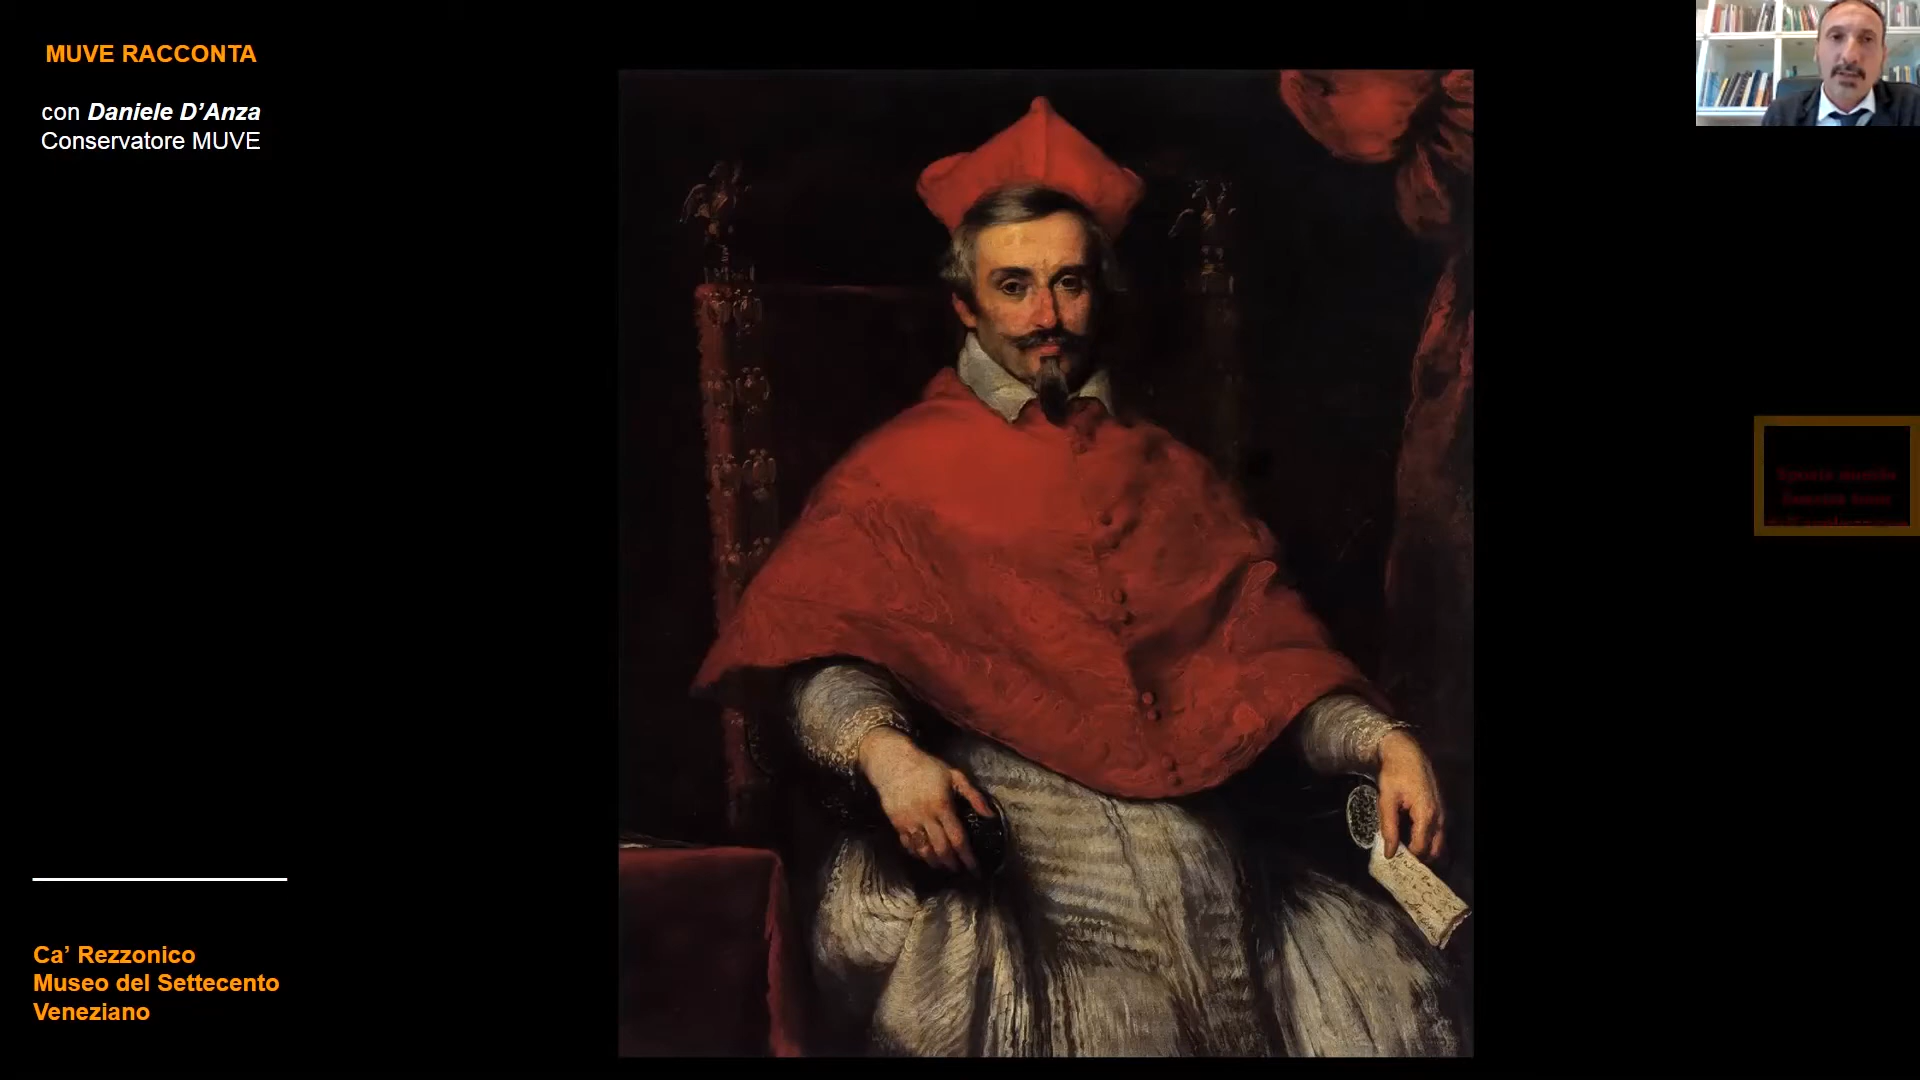 MUVE RACCONTA
con Daniele D’Anza
Conservatore MUVE
Ca’ Rezzonico
Museo del Settecento
Veneziano